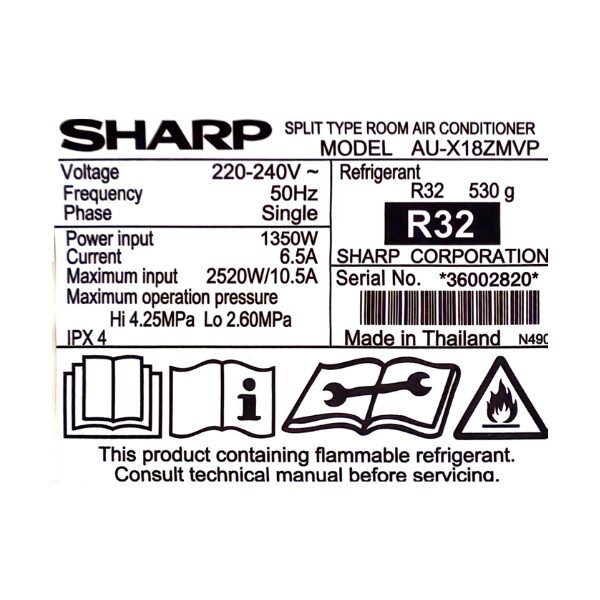 SHARP SPLIT TYPE ROOM AIR CONDITIONER
MODEL AU-X18ZMVP
Voltage 220-240V ~
Frequency 50Hz
Phase Single
Refrigerant
R32 530 g
R32
Power input 1350W
Current 6.5A
Maximum input 2520W/10.5A
Maximum operation pressure
Hi 4.25MPa Lo 2.60MPa
IPX 4
SHARP CORPORATION
Serial No. *36002820*
Made in Thailand N490
i
This product containing flammable refrigerant.
Consult technical manual before servicing.